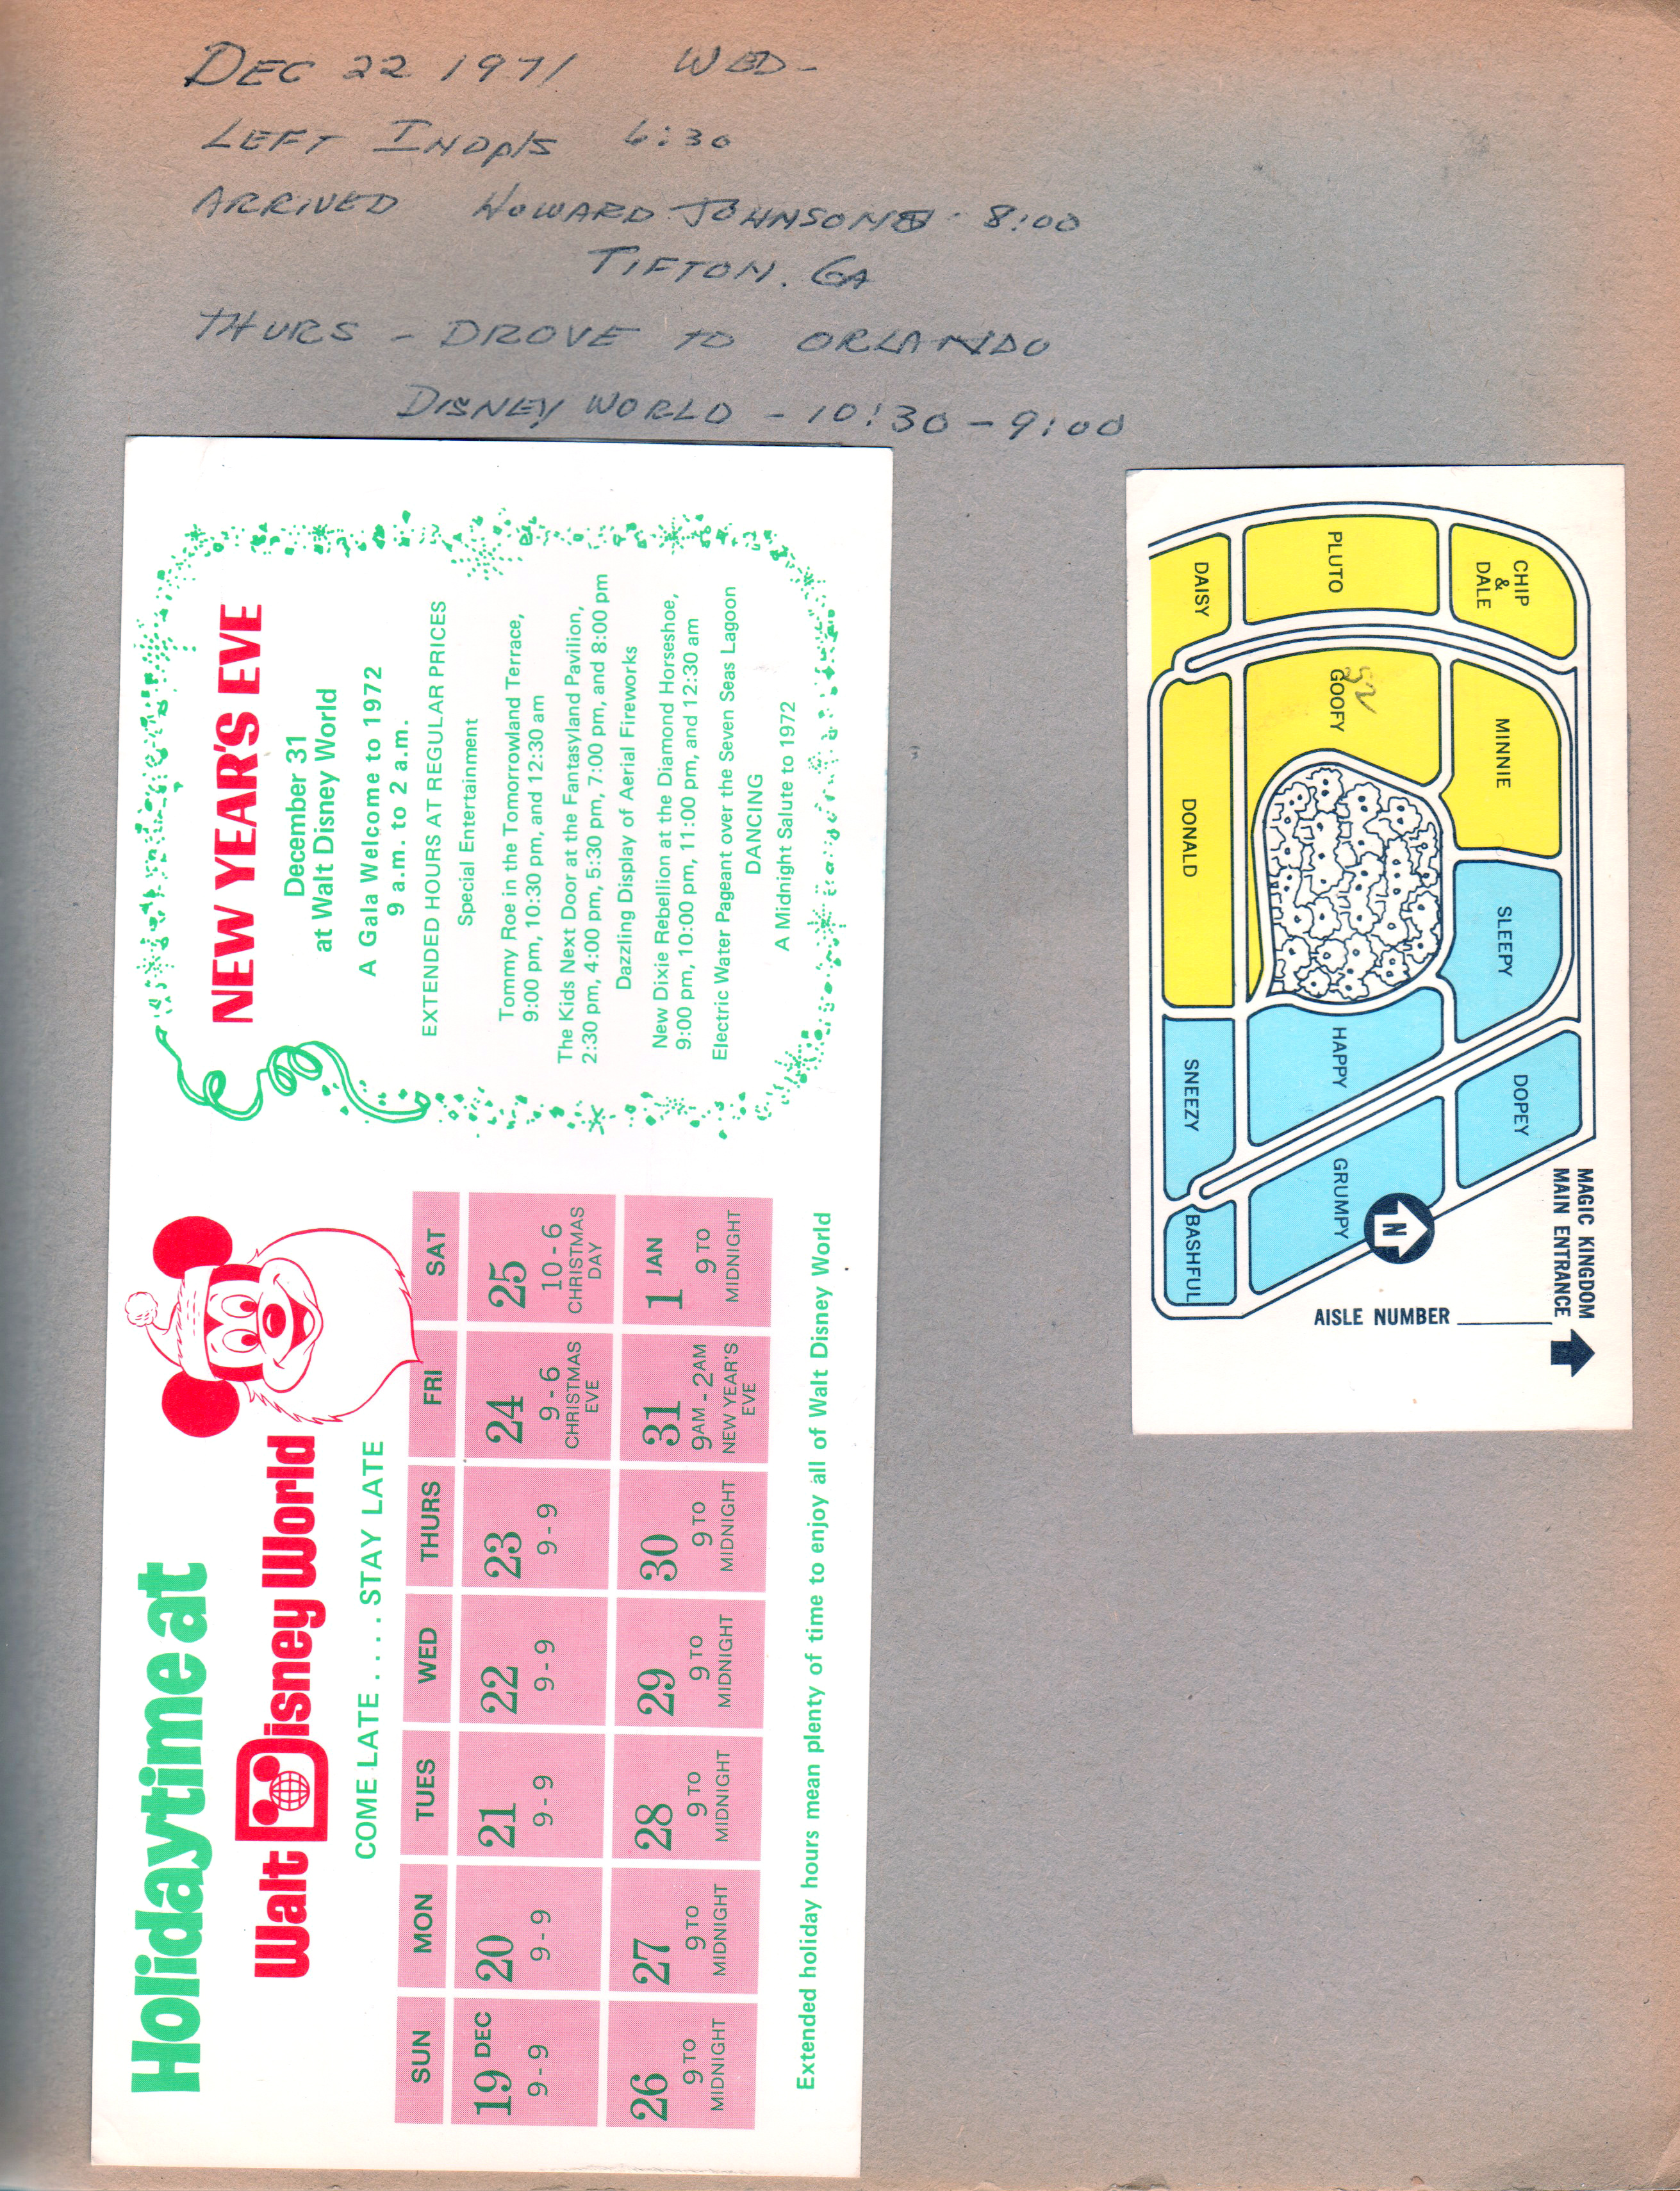 DEC 22 1971 WED-
LEFT INDpls 6:30
ARRIVED HOWARD JOHNSONS 8:00
TIFTON. GA
THURS - DROVE TO ORLANDO
DISNEY WORLD - 10:30 - 9:00
Holidaytime at
Walt Disney World
COME LATE .... STAY LATE
SUN MON TUES WED THURS FRI SAT
19 DEC 20 21 22 23 24 25
9-9 9-9 9-9 9-9 9-9 9-6 10-6
CHRISTMAS EVE CHRISTMAS DAY
26 27 28 29 30 31 JAN 1
9 TO 9 TO 9 TO 9 TO 9 TO 9AM-2AM 9 TO
MIDNIGHT MIDNIGHT MIDNIGHT MIDNIGHT MIDNIGHT NEW YEAR'S EVE MIDNIGHT
Extended holiday hours mean plenty of time to enjoy all of Walt Disney World
NEW YEAR'S EVE
December 31
at Walt Disney World
A Gala Welcome to 1972
9 a.m. to 2 a.m.
EXTENDED HOURS AT REGULAR PRICES
Special Entertainment
Tommy Roe in the Tomorrowland Terrace,
9:00 pm, 10:30 pm, and 12:30 am
The Kids Next Door at the Fantasyland Pavilion,
2:30 pm, 4:00 pm, 5:30 pm, 7:00 pm, and 8:00 pm
Dazzling Display of Aerial Fireworks
New Dixie Rebellion at the Diamond Horseshoe,
9:00 pm, 10:00 pm, 11:00 pm, and 12:30 am
Electric Water Pageant over the Seven Seas Lagoon
DANCING
A Midnight Salute to 1972
MAGIC KINGDOM
MAIN ENTRANCE
CHIP & DALE
MINNIE
SLEEPY
DOPEY
N
PLUTO
52
GOOFY
HAPPY
GRUMPY
AISLE NUMBER
DAISY
DONALD
SNEEZY
BASHFUL